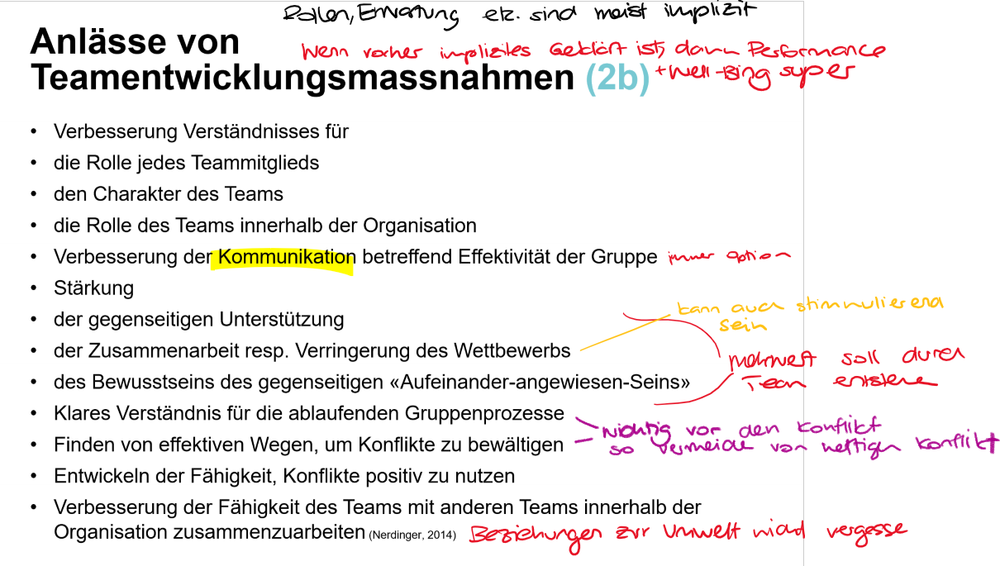 Rollen, Erwartung etc. sind meist implizit
Anlässe von
Wenn vorher implizites Geklärt ist, dann Performance
Teamentwicklungsmassnahmen (2b) + Well-Bing super
• Verbesserung Verständnisses für
• die Rolle jedes Teammitglieds
• den Charakter des Teams
• die Rolle des Teams innerhalb der Organisation
• Verbesserung der Kommunikation betreffend Effektivität der Gruppe immer option
• Stärkung
kann auch stimmulierend
• der gegenseitigen Unterstützung
sein
• der Zusammenarbeit resp. Verringerung des Wettbewerbs
Mehrwert soll durch
• des Bewusstseins des gegenseitigen «Aufeinander-angewiesen-Seins»
Team entstehe
• Klares Verständnis für die ablaufenden Gruppenprozesse
wichtig vor den Konflikt
• Finden von effektiven Wegen, um Konflikte zu bewältigen
so vermeide von heftigen Konflikt
• Entwickeln der Fähigkeit, Konflikte positiv zu nutzen
• Verbesserung der Fähigkeit des Teams mit anderen Teams innerhalb der
Organisation zusammenzuarbeiten (Nerdinger, 2014) Beziehungen zur Umwelt nicht vergesse